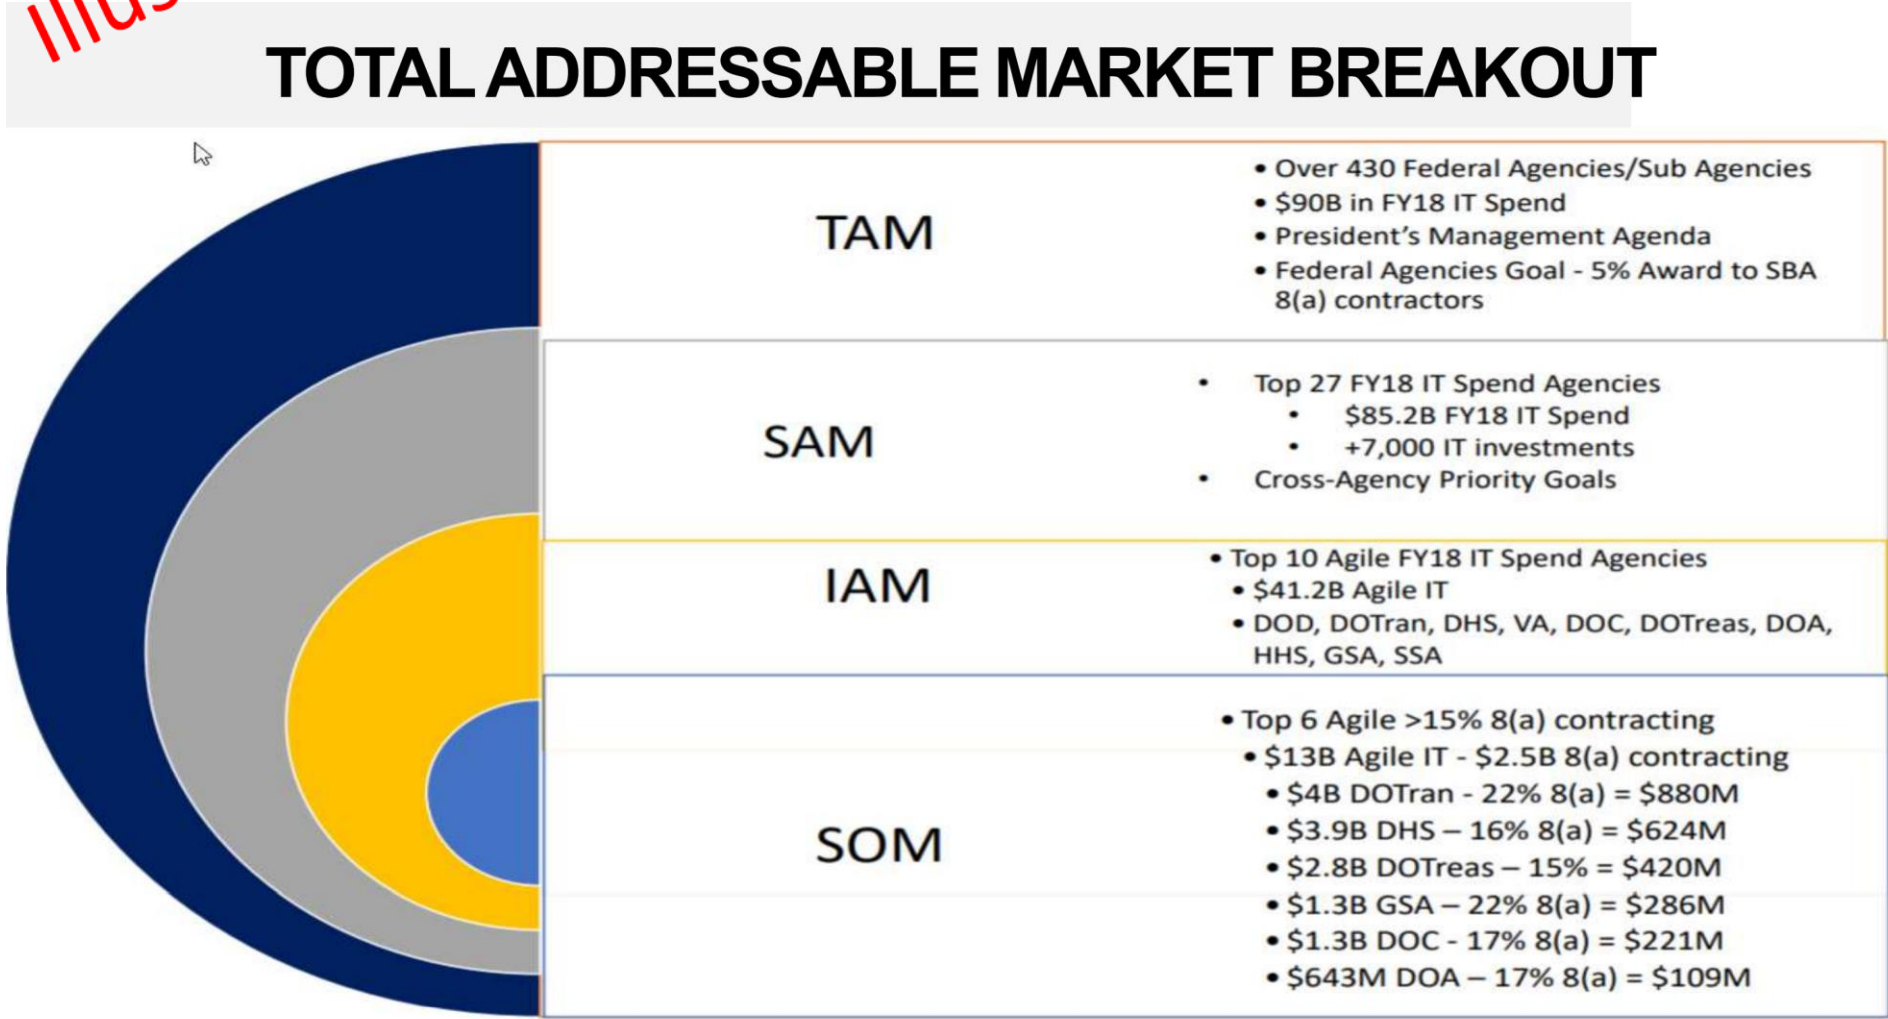 TOTAL ADDRESSABLE MARKET BREAKOUT
TAM
• Over 430 Federal Agencies/Sub Agencies
• $90B in FY18 IT Spend
• President’s Management Agenda
• Federal Agencies Goal - 5% Award to SBA
8(a) contractors
SAM
• Top 27 FY18 IT Spend Agencies
• $85.2B FY18 IT Spend
• +7,000 IT investments
• Cross-Agency Priority Goals
IAM
• Top 10 Agile FY18 IT Spend Agencies
• $41.2B Agile IT
• DOD, DOTran, DHS, VA, DOC, DOTreas, DOA,
HHS, GSA, SSA
SOM
• Top 6 Agile >15% 8(a) contracting
• $13B Agile IT - $2.5B 8(a) contracting
• $4B DOTran - 22% 8(a) = $880M
• $3.9B DHS – 16% 8(a) = $624M
• $2.8B DOTreas – 15% = $420M
• $1.3B GSA – 22% 8(a) = $286M
• $1.3B DOC - 17% 8(a) = $221M
• $643M DOA – 17% 8(a) = $109M